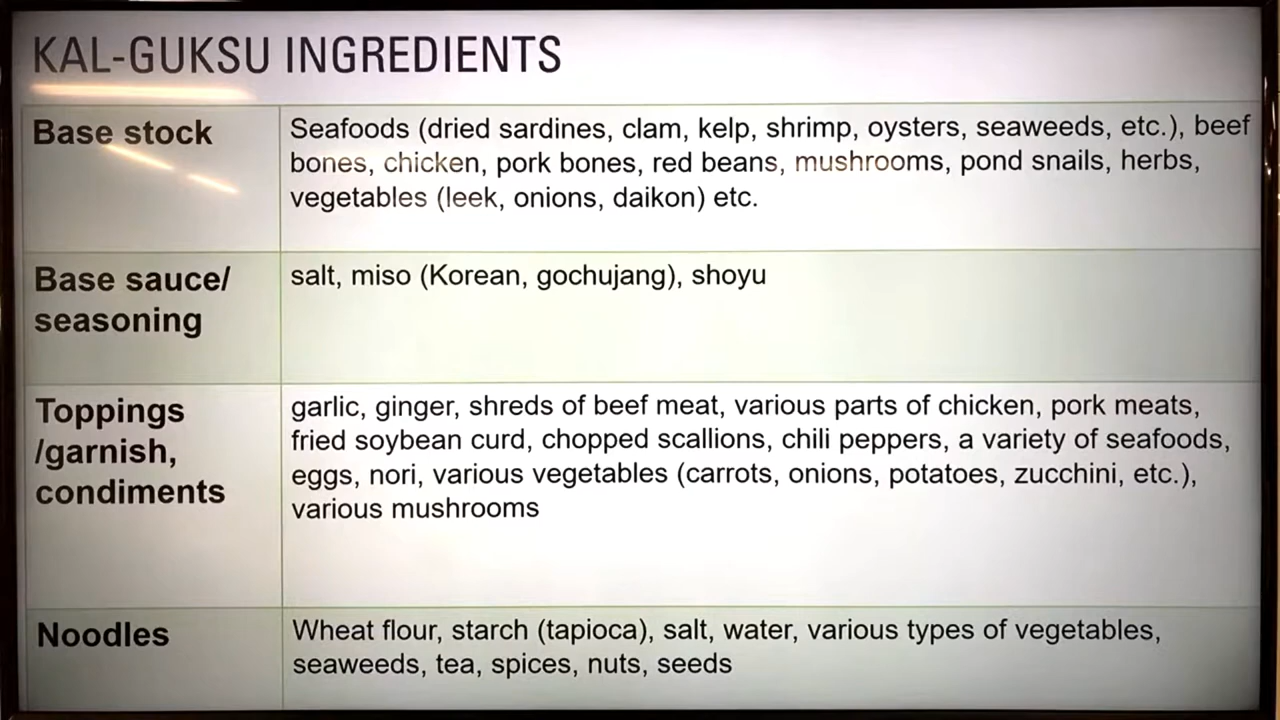 KAL-GUKSU INGREDIENTS
Base stock
Seafoods (dried sardines, clam, kelp, shrimp, oysters, seaweeds, etc.), beef
bones, chicken, pork bones, red beans, mushrooms, pond snails, herbs,
vegetables (leek, onions, daikon) etc.
Base sauce/
seasoning
salt, miso (Korean, gochujang), shoyu
Toppings
/garnish,
condiments
garlic, ginger, shreds of beef meat, various parts of chicken, pork meats,
fried soybean curd, chopped scallions, chili peppers, a variety of seafoods,
eggs, nori, various vegetables (carrots, onions, potatoes, zucchini, etc.),
various mushrooms
Noodles
Wheat flour, starch (tapioca), salt, water, various types of vegetables,
seaweeds, tea, spices, nuts, seeds